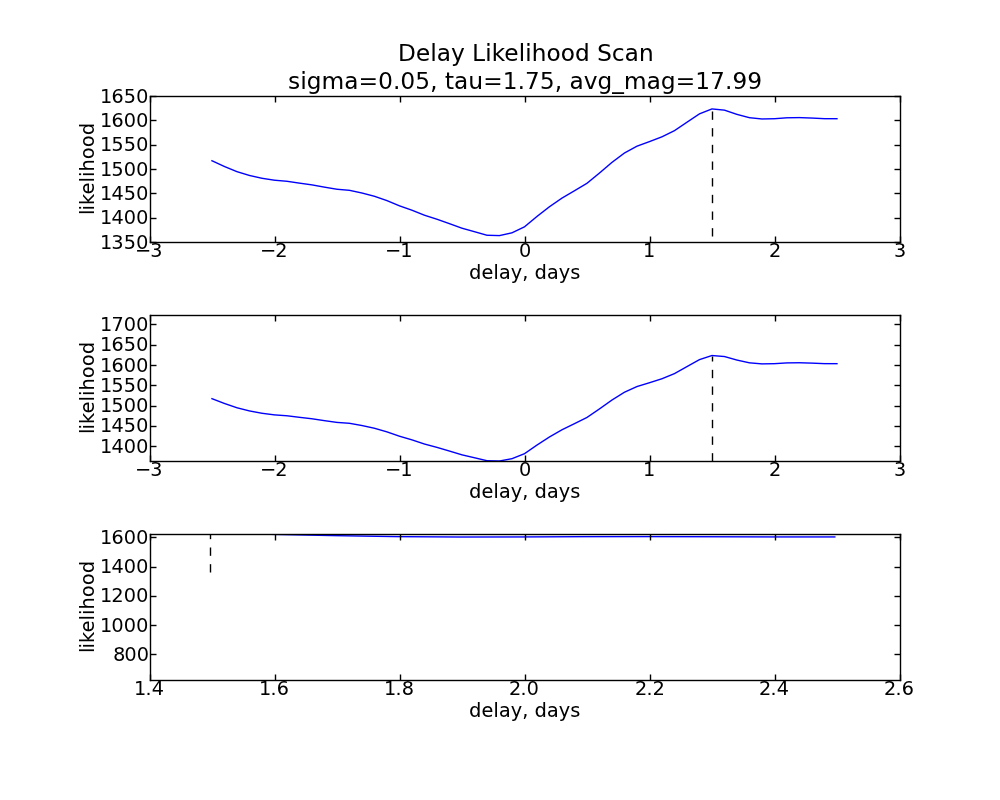 Delay Likelihood Scan
sigma=0.05, tau=1.75, avg_mag=17.99
likelihood
1650
1600
1550
1500
1450
1400
1350
−3 −2 −1 0 1 2 3
delay, days
likelihood
1700
1650
1600
1550
1500
1450
1400
−3 −2 −1 0 1 2 3
delay, days
likelihood
1600
1400
1200
1000
800
1.4 1.6 1.8 2.0 2.2 2.4 2.6
delay, days